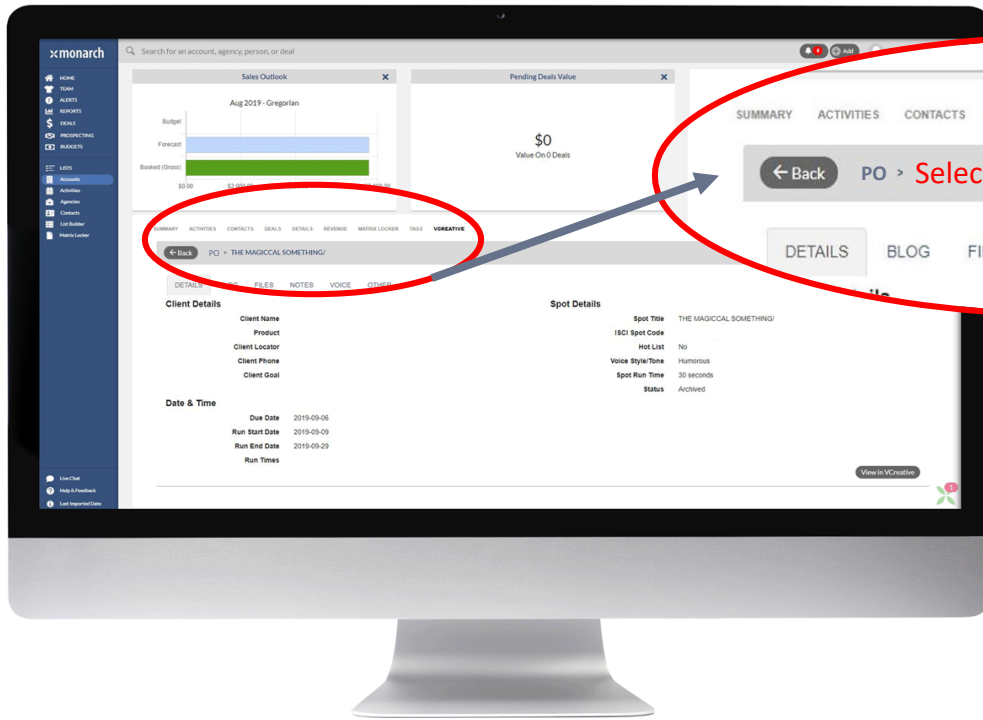 monarch
Search for an account, agency, person, or deal
4
Add
HOME
TEAM
ALERTS
REPORTS
DEALS
PROSPECTING
BUDGETS
LISTS
Accounts
Activities
Agencies
Contacts
List Builder
Matrix Locker
Live Chat
Help & Feedback
Last Imported Date
Sales Outlook
Aug 2019 - Gregorian
Budget
Forecast
Booked (Gross)
$0.00
Pending Deals Value
$0
Value On 0 Deals
SUMMARY ACTIVITIES CONTACTS DEALS DETAILS REVENUE MATRIX LOCKER TAGS VCREATIVE
Back PO > THE MAGICCAL SOMETHING/
DETAILS FILES NOTES VOICE OTHER
Client Details
Client Name
Product
Client Locator
Client Phone
Client Goal
Date & Time
Due Date 2019-09-06
Run Start Date 2019-09-09
Run End Date 2019-09-29
Run Times
Spot Details
Spot Title THE MAGICCAL SOMETHING/
ISCI Spot Code
Hot List No
Voice Style/Tone Humorous
Spot Run Time 30 seconds
Status Archived
View in VCreative
1
SUMMARY ACTIVITIES CONTACTS
Back PO > Selec
DETAILS BLOG